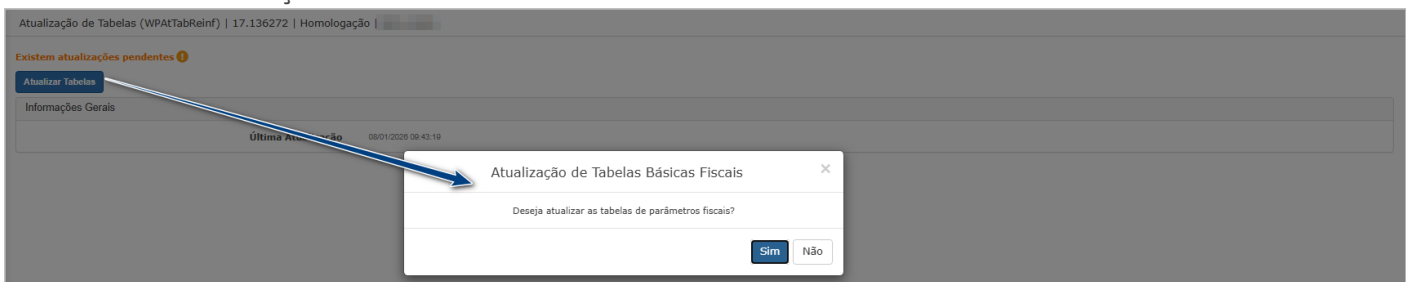 Atualização de Tabelas (WPAtTabReinf) | 17.136272 | Homologação |
Existem atualizações pendentes
Atualizar Tabelas
Informações Gerais
Última Atualização 08/01/2026 09:43:19
Atualização de Tabelas Básicas Fiscais ×
Deseja atualizar as tabelas de parâmetros fiscais?
Sim Não